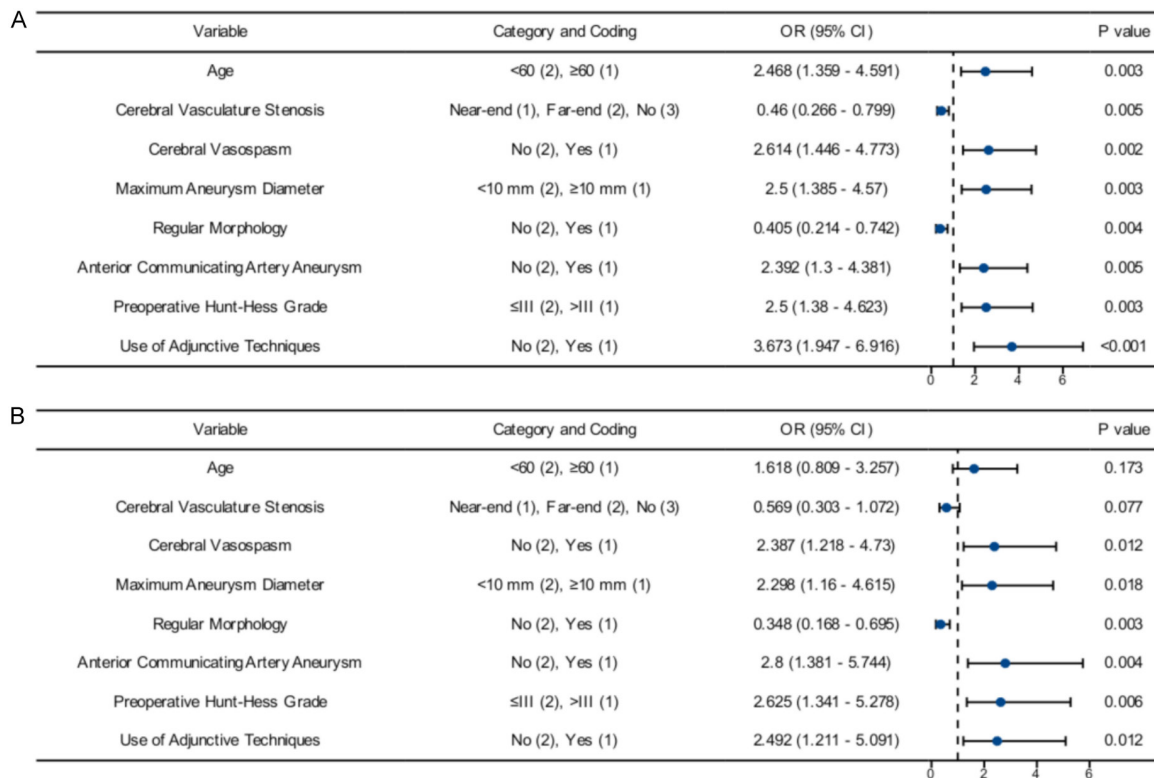 A
Variable Category and Coding OR (95% CI) P value
Age <60 (2), ≥60 (1) 2.468 (1.359 - 4.591) 0.003
Cerebral Vasculature Stenosis Near-end (1), Far-end (2), No (3) 0.46 (0.266 - 0.799) 0.005
Cerebral Vasospasm No (2), Yes (1) 2.614 (1.446 - 4.773) 0.002
Maximum Aneurysm Diameter <10 mm (2), ≥10 mm (1) 2.5 (1.385 - 4.57) 0.003
Regular Morphology No (2), Yes (1) 0.405 (0.214 - 0.742) 0.004
Anterior Communicating Artery Aneurysm No (2), Yes (1) 2.392 (1.3 - 4.381) 0.005
Preoperative Hunt-Hess Grade ≤III (2), >III (1) 2.5 (1.38 - 4.623) 0.003
Use of Adjunctive Techniques No (2), Yes (1) 3.673 (1.947 - 6.916) <0.001
0 2 4 6
B
Variable Category and Coding OR (95% CI) P value
Age <60 (2), ≥60 (1) 1.618 (0.809 - 3.257) 0.173
Cerebral Vasculature Stenosis Near-end (1), Far-end (2), No (3) 0.569 (0.303 - 1.072) 0.077
Cerebral Vasospasm No (2), Yes (1) 2.387 (1.218 - 4.73) 0.012
Maximum Aneurysm Diameter <10 mm (2), ≥10 mm (1) 2.298 (1.16 - 4.615) 0.018
Regular Morphology No (2), Yes (1) 0.348 (0.168 - 0.695) 0.003
Anterior Communicating Artery Aneurysm No (2), Yes (1) 2.8 (1.381 - 5.744) 0.004
Preoperative Hunt-Hess Grade ≤III (2), >III (1) 2.625 (1.341 - 5.278) 0.006
Use of Adjunctive Techniques No (2), Yes (1) 2.492 (1.211 - 5.091) 0.012
0 2 4 6